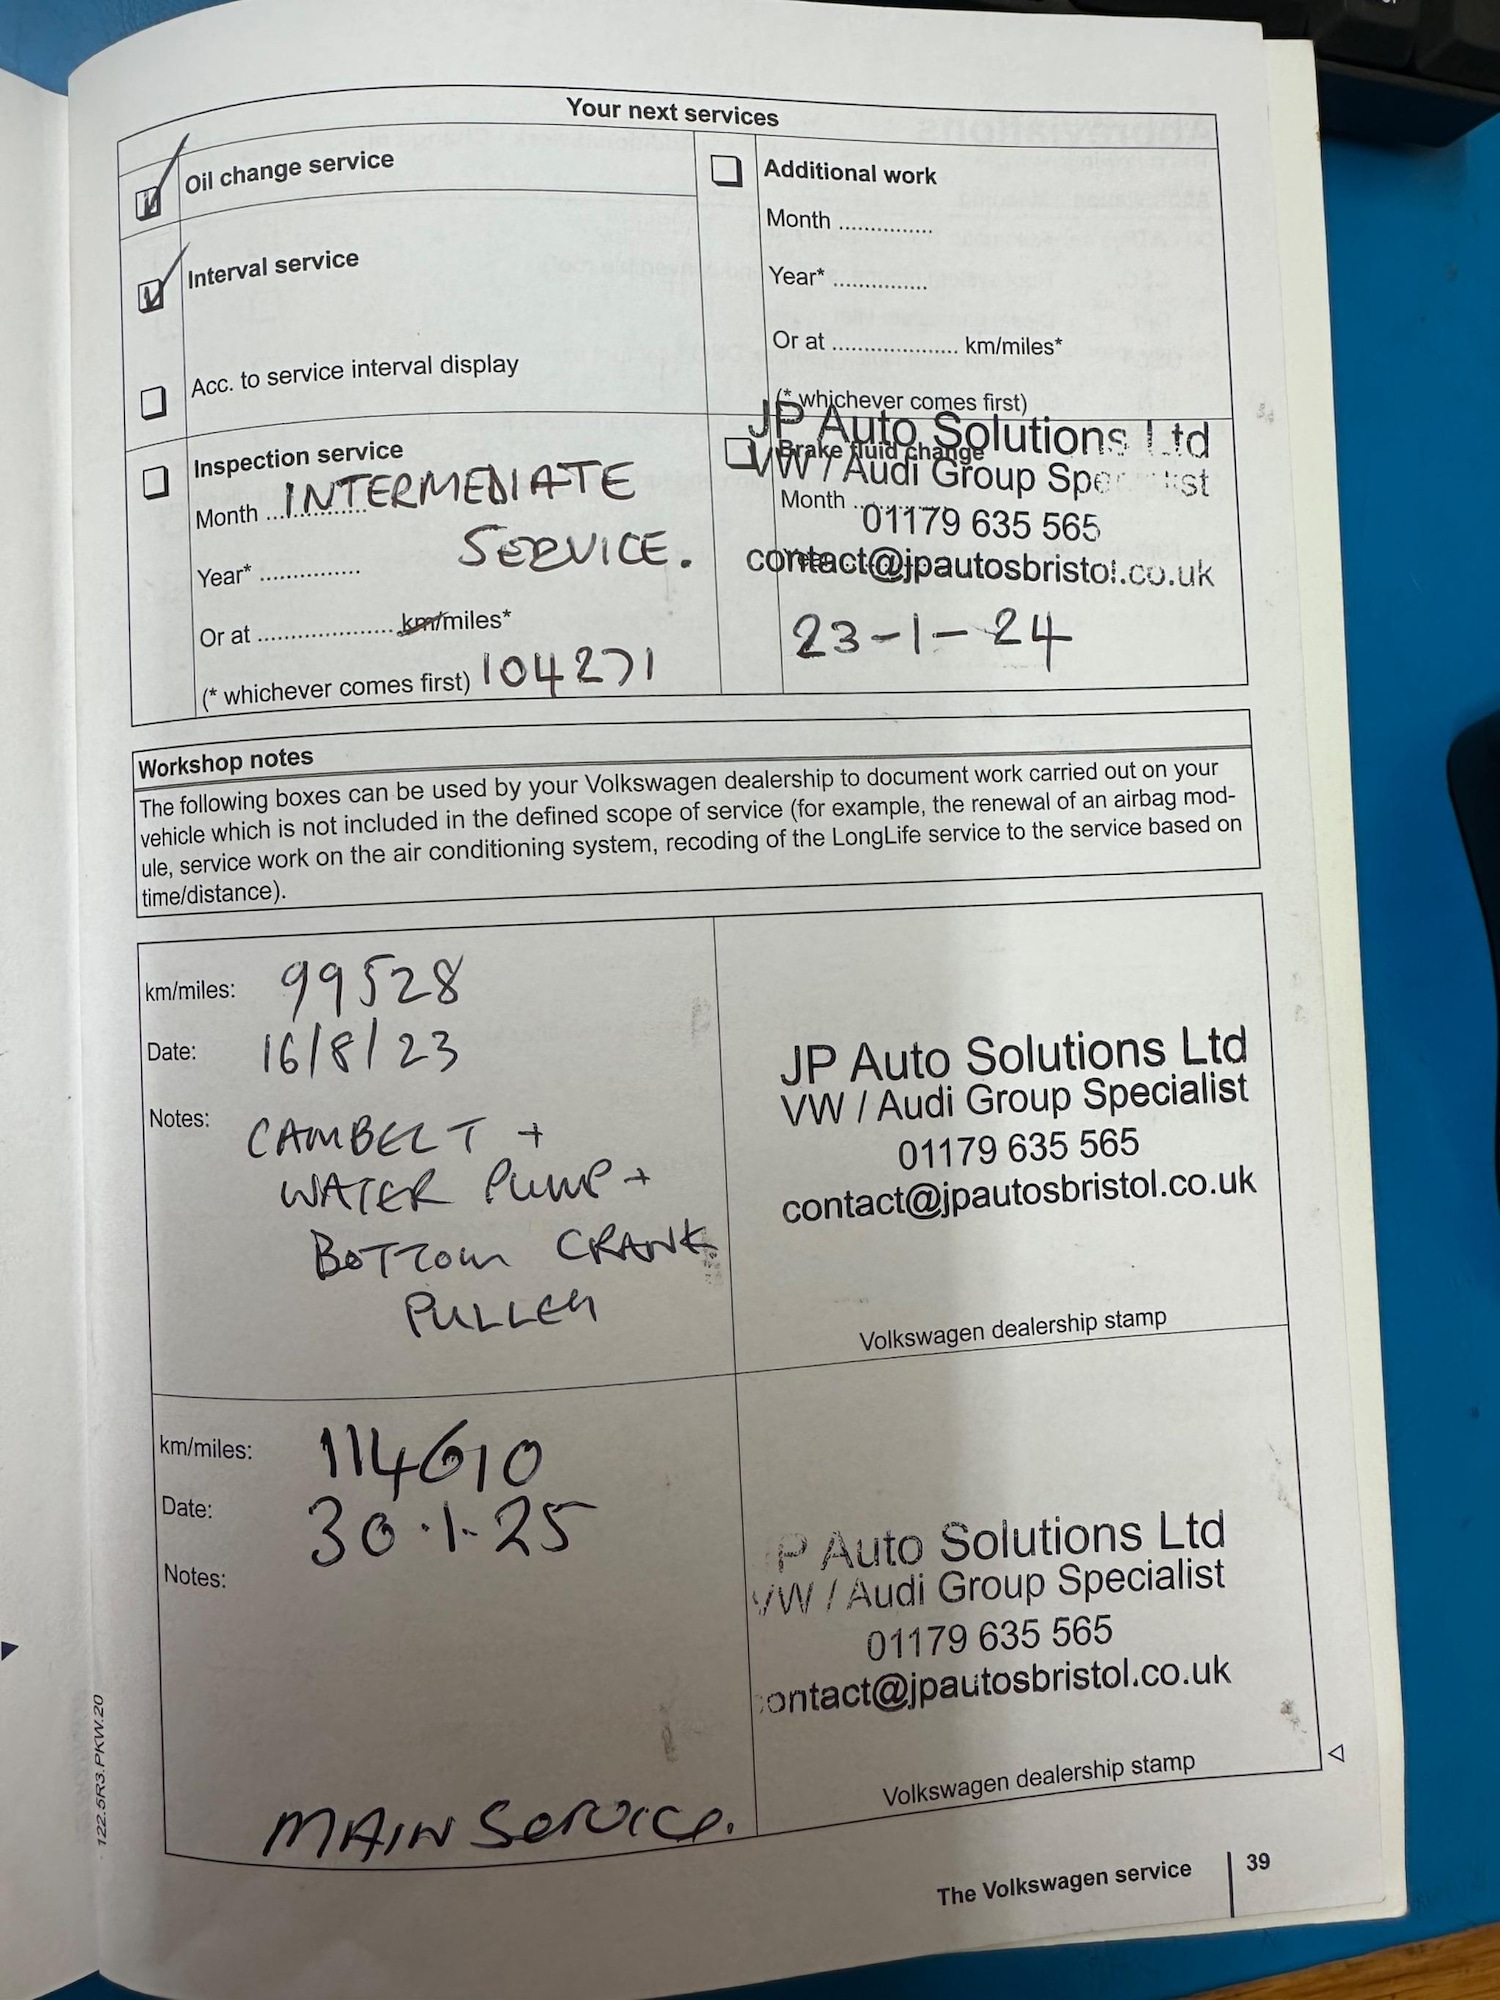 Your next services
Oil change service
Interval service
Acc. to service interval display
Additional work
Month ...............
Year* ...............
Or at .................... km/miles*
(* whichever comes first)
Inspection service
INTERMEDIATE
Month ...............
SERVICE.
Year* ...............
Or at ..................... km/miles*
(* whichever comes first) 104271
Brake fluid change
Month
JP Auto Solutions Ltd
VW / Audi Group Specialist
01179 635 565
contact@jpautosbristol.co.uk
23-1-24
Workshop notes
The following boxes can be used by your Volkswagen dealership to document work carried out on your
vehicle which is not included in the defined scope of service (for example, the renewal of an airbag mod-
ule, service work on the air conditioning system, recoding of the LongLife service to the service based on
time/distance).
km/miles: 99528
Date: 16/8/23
Notes: CAMBELT +
WATER PUMP +
BOTTOM CRANK
PULLEY
JP Auto Solutions Ltd
VW / Audi Group Specialist
01179 635 565
contact@jpautosbristol.co.uk
Volkswagen dealership stamp
km/miles: 114610
Date: 30.1.25
Notes:
MAIN SERVICE.
JP Auto Solutions Ltd
VW / Audi Group Specialist
01179 635 565
contact@jpautosbristol.co.uk
Volkswagen dealership stamp
122.5R3.PKW.20
The Volkswagen service
39